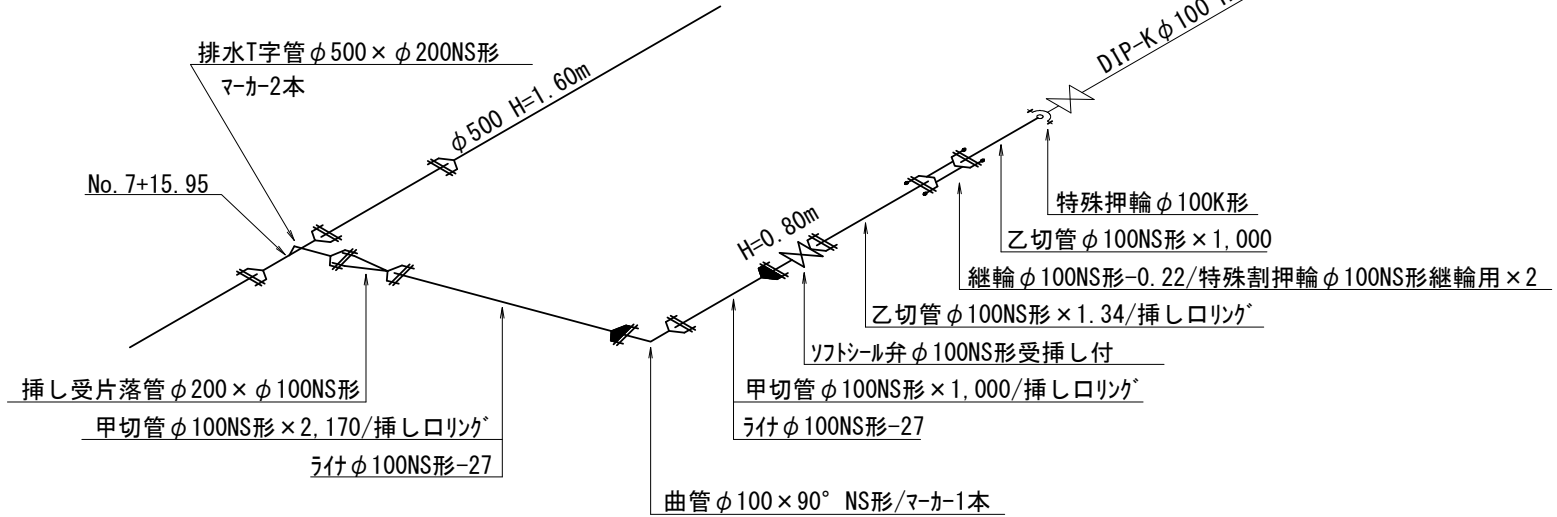 排水T字管φ500×φ200NS形
マーカー2本
φ500 H=1.60m
No.7+15.95
DIP-Kφ100
H=0.80m
特殊押輪φ100K形
乙切管φ100NS形×1,000
継輪φ100NS形-0.22/特殊割押輪φ100NS形継輪用×2
乙切管φ100NS形×1.34/挿し口リング
ソフトシール弁φ100NS形受挿し付
挿し受片落管φ200×φ100NS形
甲切管φ100NS形×1,000/挿し口リング
甲切管φ100NS形×2,170/挿し口リング
ライナφ100NS形-27
ライナφ100NS形-27
曲管φ100×90° NS形/マーカー1本